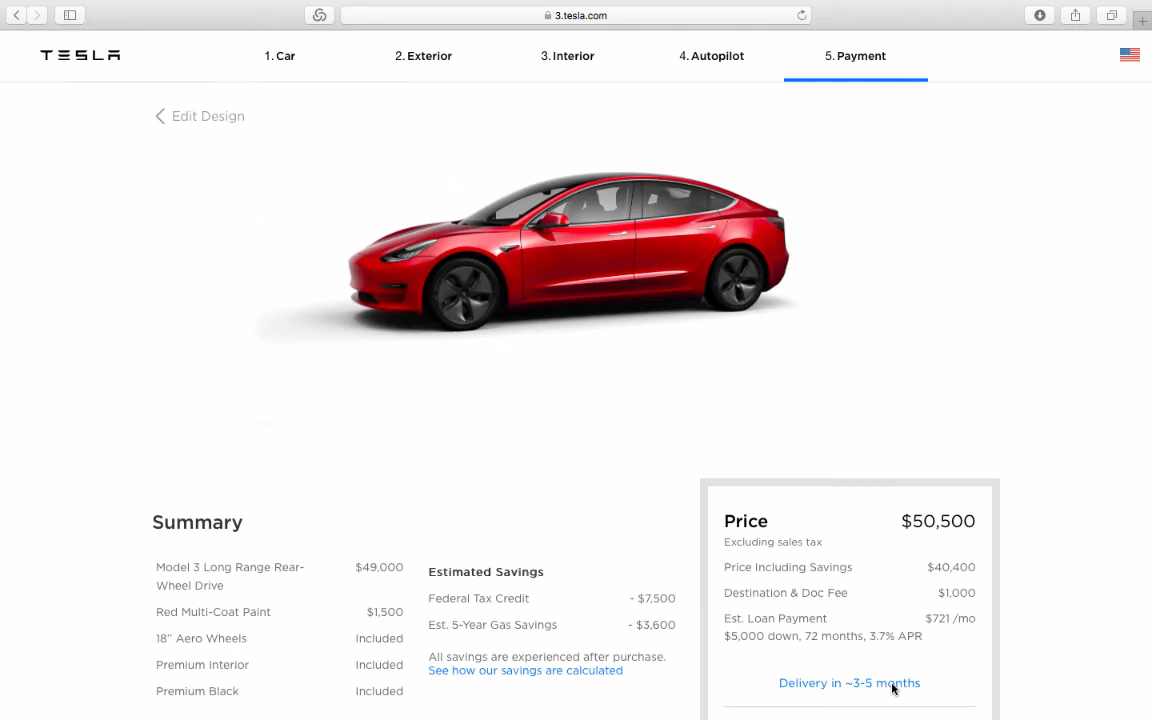 3.tesla.com
TESLA
1. Car
2. Exterior
3. Interior
4. Autopilot
5. Payment
Edit Design
Summary
Model 3 Long Range Rear-
Wheel Drive
$49,000
Red Multi-Coat Paint
$1,500
18" Aero Wheels
Included
Premium Interior
Included
Premium Black
Included
Estimated Savings
Federal Tax Credit
- $7,500
Est. 5-Year Gas Savings
- $3,600
All savings are experienced after purchase.
See how our savings are calculated
Price
$50,500
Excluding sales tax
Price Including Savings
$40,400
Destination & Doc Fee
$1,000
Est. Loan Payment
$721 /mo
$5,000 down, 72 months, 3.7% APR
Delivery in ~3-5 months